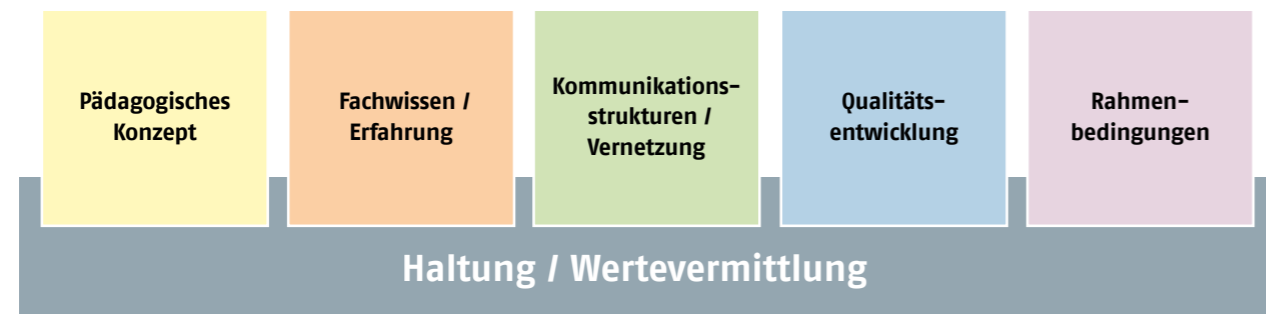 Pädagogisches
Konzept
Fachwissen /
Erfahrung
Kommunikations-
strukturen /
Vernetzung
Qualitäts-
entwicklung
Rahmen-
bedingungen
Haltung / Wertevermittlung